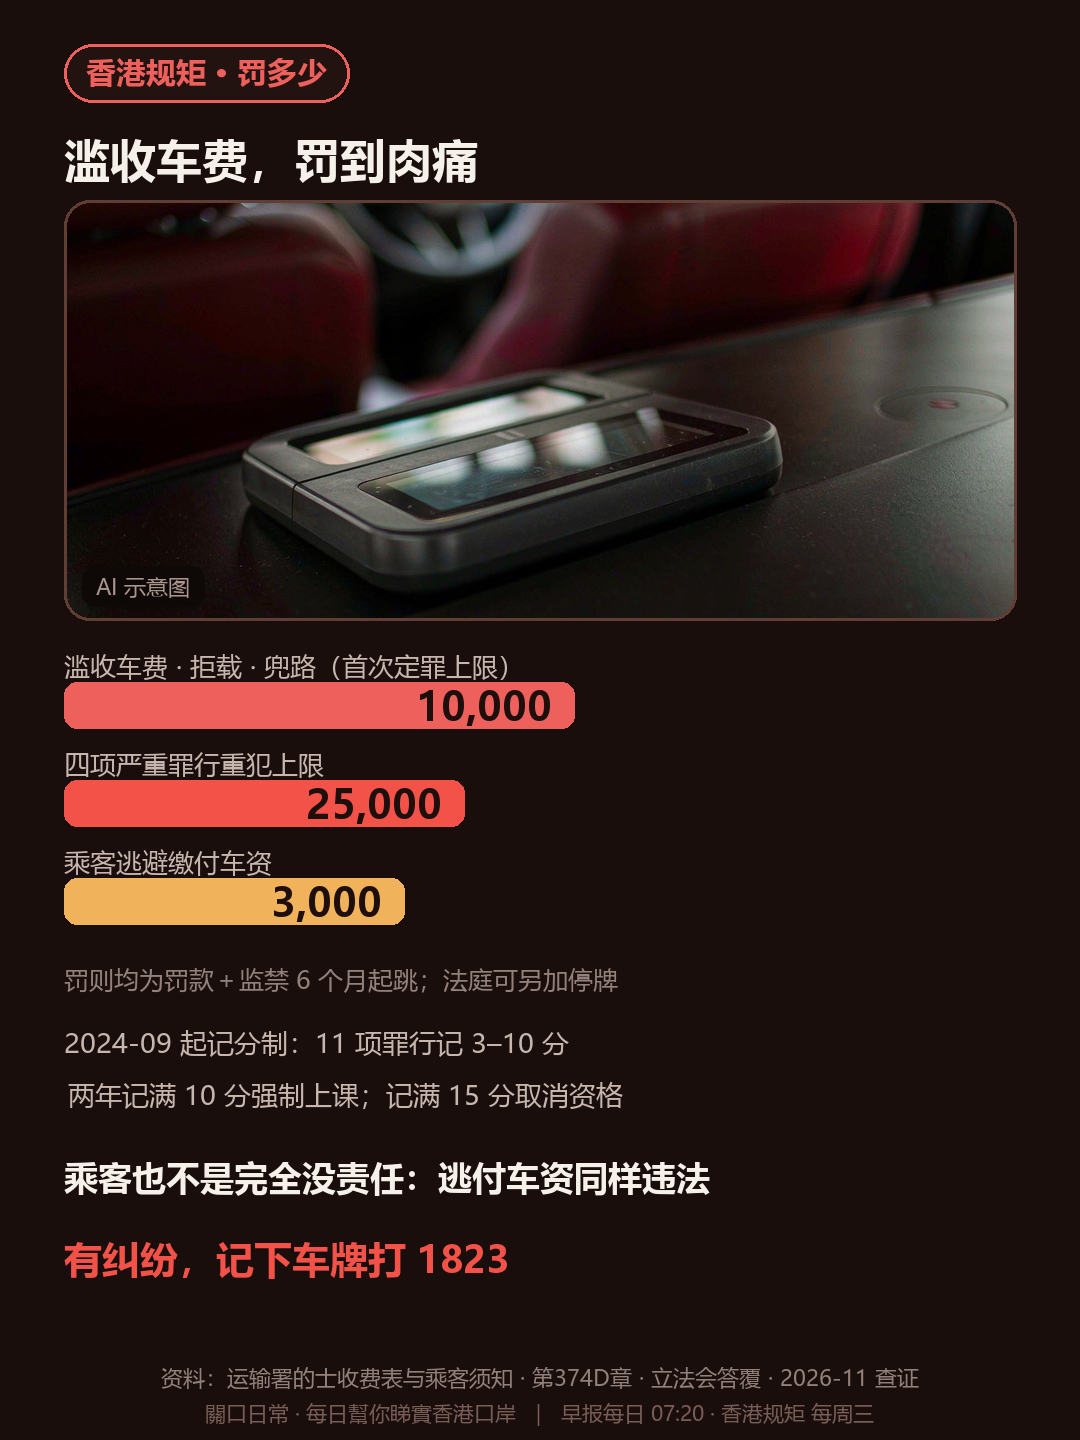 香港规矩・罚多少
滥收车费，罚到肉痛
AI 示意图
滥收车费 · 拒载 · 兜路（首次定罪上限）
10,000
四项严重罪行重犯上限
25,000
乘客逃避缴付车资
3,000
罚则均为罚款 + 监禁 6 个月起跳；法庭可另加停牌
2024-09 起记分制：11 项罪行记 3–10 分
两年记满 10 分强制上课；记满 15 分取消资格
乘客也不是完全没责任：逃付车资同样违法
有纠纷，记下车牌打 1823
资料：运输署的士收费表与乘客须知 · 第374D章 · 立法会答覆 · 2026-11 查证
關口日常 · 每日幫你睇實香港口岸 | 早报每日 07:20 · 香港规矩 每周三